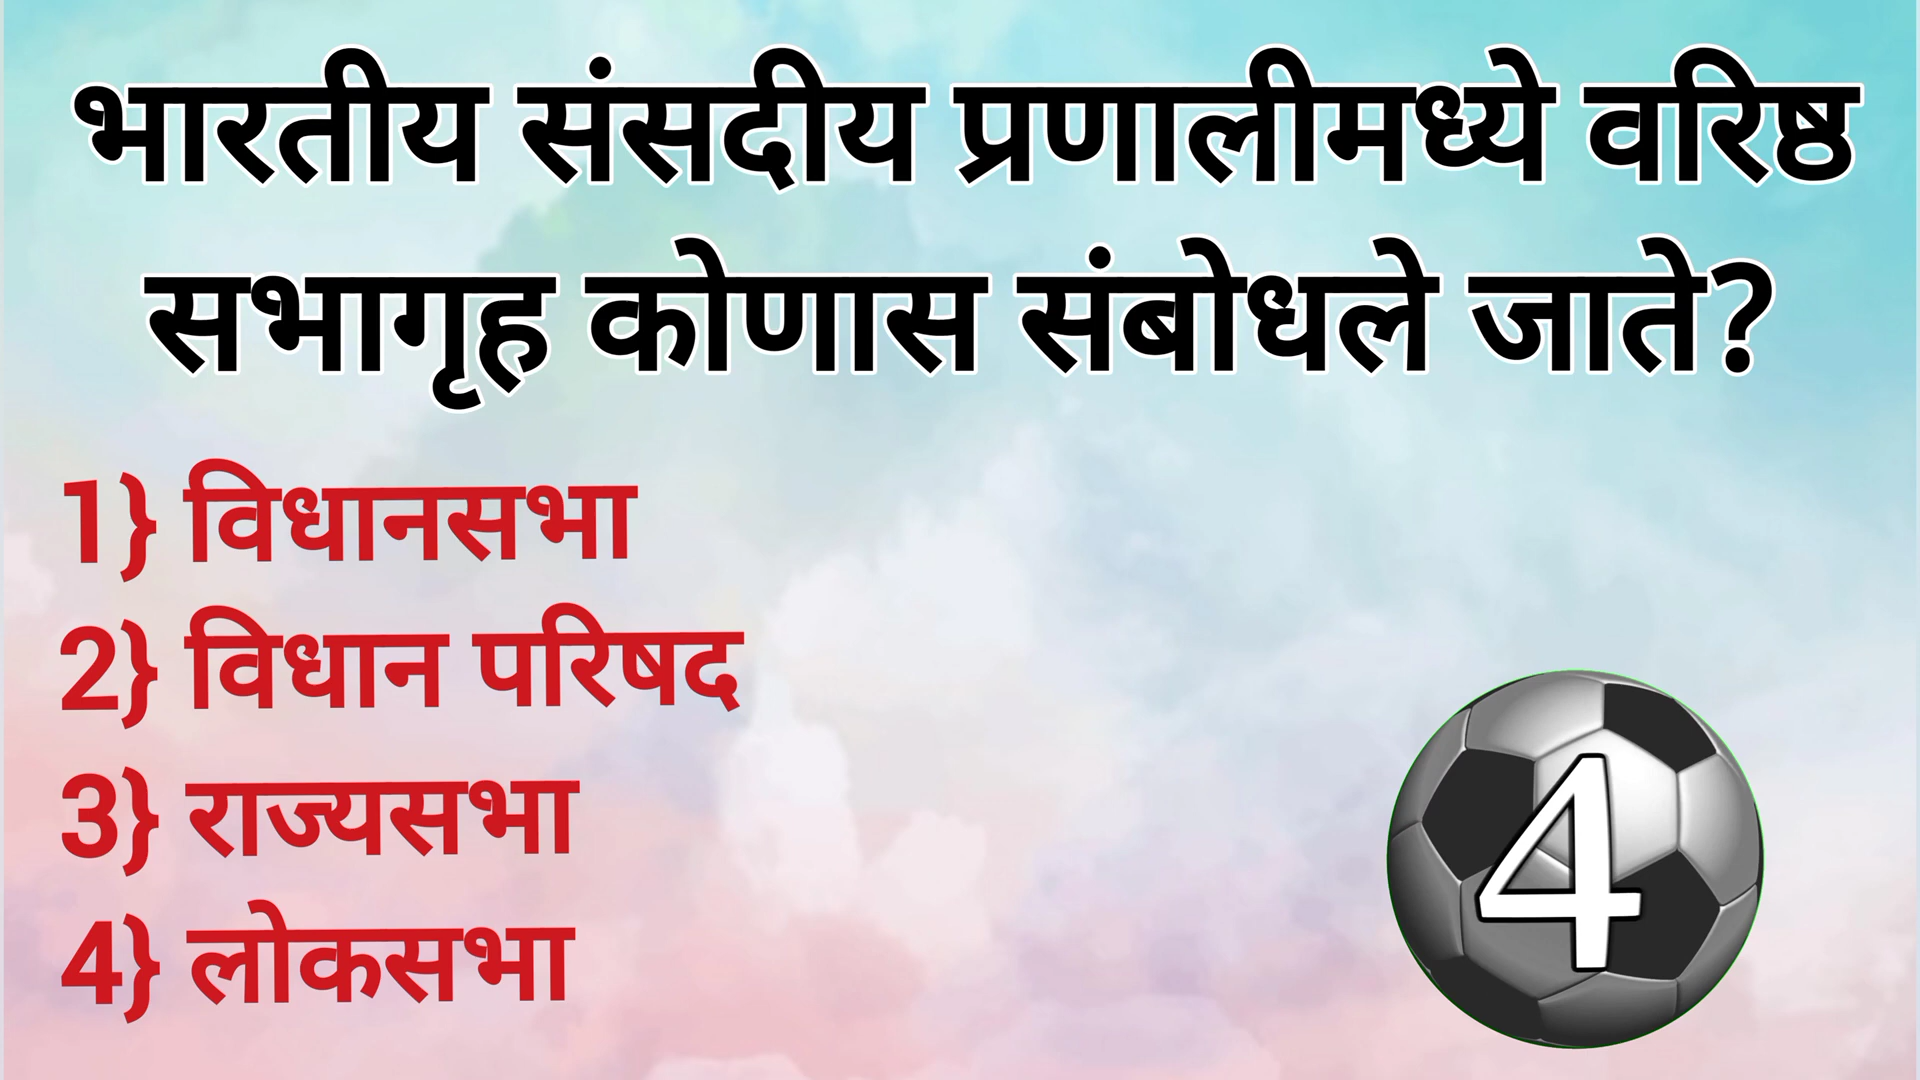 भारतीय संसदीय प्रणालीमध्ये वरिष्ठ
सभागृह कोणास संबोधले जाते?
1} विधानसभा
2} विधान परिषद
3} राज्यसभा
4} लोकसभा
4